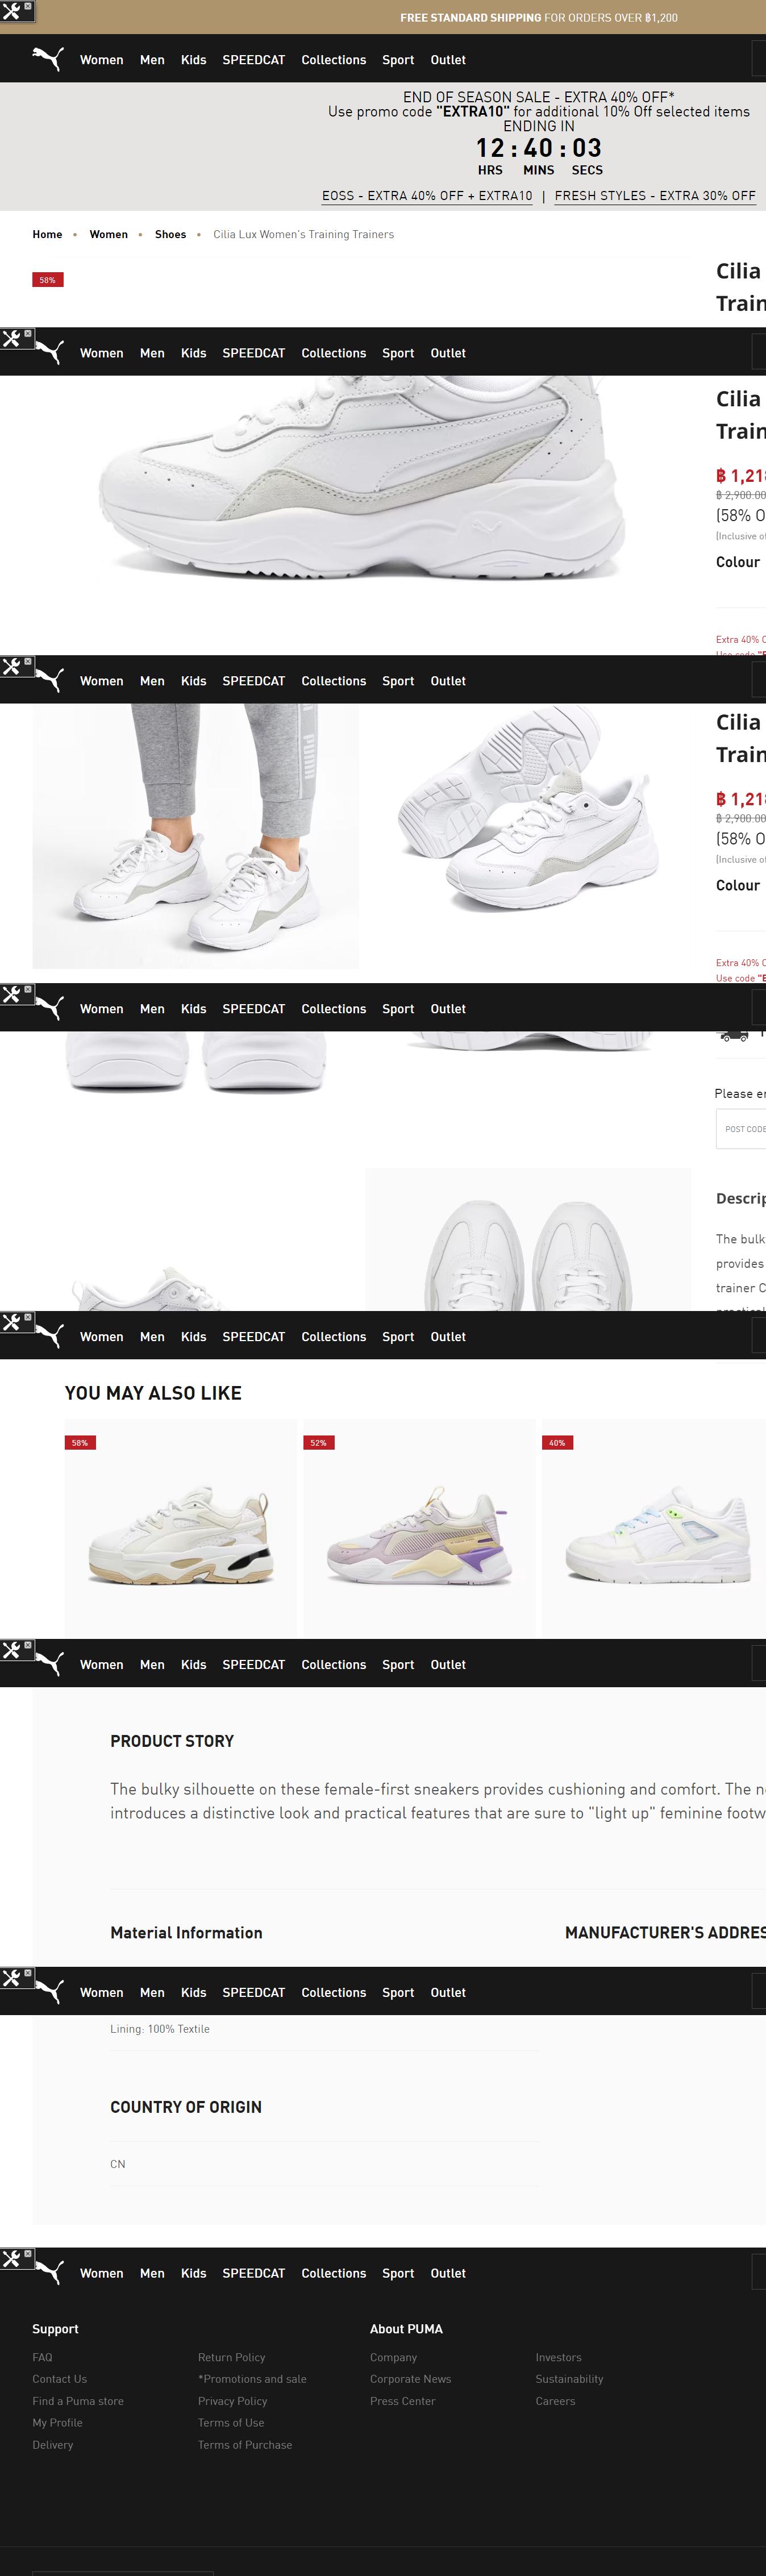 FREE STANDARD SHIPPING FOR ORDERS OVER ฿1,200
Women Men Kids SPEEDCAT Collections Sport Outlet
END OF SEASON SALE - EXTRA 40% OFF*
Use promo code "EXTRA10" for additional 10% Off selected items
ENDING IN
12 : 40 : 03
HRS MINS SECS
EOSS - EXTRA 40% OFF + EXTRA10 | FRESH STYLES - EXTRA 30% OFF
Home • Women • Shoes • Cilia Lux Women's Training Trainers
58%
Cilia
Train
Women Men Kids SPEEDCAT Collections Sport Outlet
Cilia
Train
฿ 1,218
฿ 2,900.00
(58% O
(Inclusive of
Colour
Extra 40% O
Use code "E
Women Men Kids SPEEDCAT Collections Sport Outlet
PUMA
Cilia
Train
฿ 1,218
฿ 2,900.00
(58% O
(Inclusive of
Colour
Extra 40% O
Use code "E
Women Men Kids SPEEDCAT Collections Sport Outlet
Please en
POST CODE
Descrip
The bulk
provides
trainer C
practical
Women Men Kids SPEEDCAT Collections Sport Outlet
YOU MAY ALSO LIKE
58% 52% 40%
Women Men Kids SPEEDCAT Collections Sport Outlet
PRODUCT STORY
The bulky silhouette on these female-first sneakers provides cushioning and comfort. The n
introduces a distinctive look and practical features that are sure to "light up" feminine footw
Material Information
MANUFACTURER'S ADDRES
Women Men Kids SPEEDCAT Collections Sport Outlet
Lining: 100% Textile
COUNTRY OF ORIGIN
CN
Women Men Kids SPEEDCAT Collections Sport Outlet
Support
FAQ
Contact Us
Find a Puma store
My Profile
Delivery
Return Policy
*Promotions and sale
Privacy Policy
Terms of Use
Terms of Purchase
About PUMA
Company
Corporate News
Press Center
Investors
Sustainability
Careers